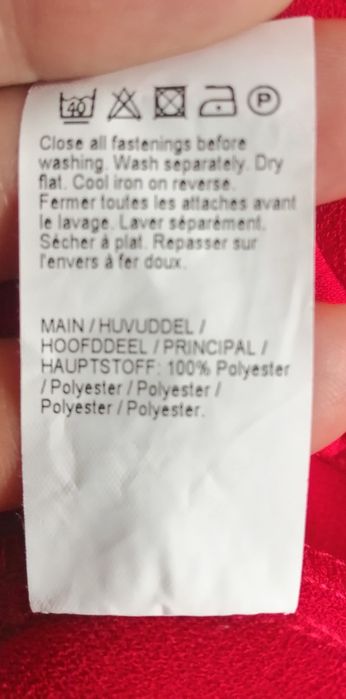 40 P
Close all fastenings before
washing. Wash separately. Dry
flat. Cool iron on reverse.
Fermer toutes les attaches avant
le lavage. Laver séparément.
Sécher à plat. Repasser sur
l'envers à fer doux.
MAIN / HUVUDDEL /
HOOFDDEEL / PRINCIPAL /
HAUPTSTOFF: 100% Polyester
/ Polyester / Polyester /
Polyester / Polyester.